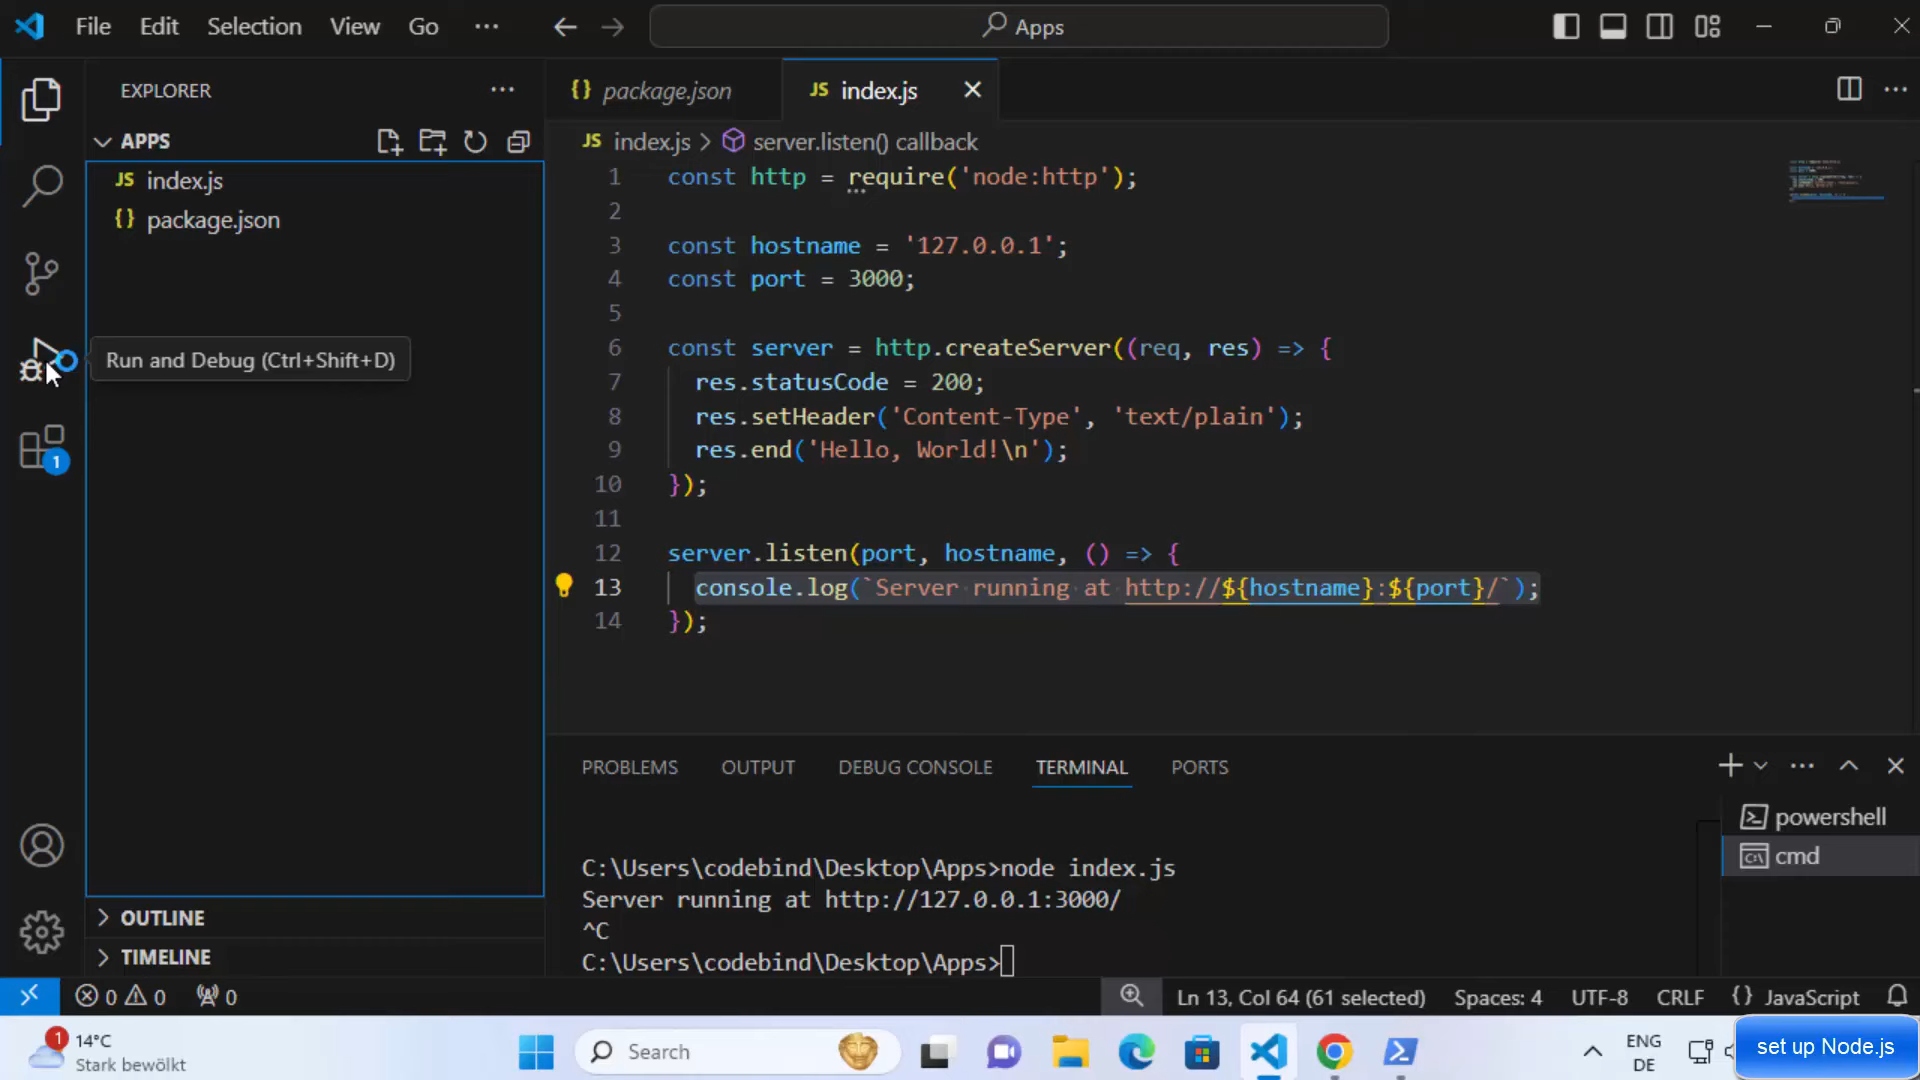 File Edit Selection View Go ···
Apps
EXPLORER
APPS
JS index.js
{} package.json
Run and Debug (Ctrl+Shift+D)
1
OUTLINE
TIMELINE
{} package.json
JS index.js
JS index.js > server.listen() callback
1 const http = require('node:http');
2
3 const hostname = '127.0.0.1';
4 const port = 3000;
5
6 const server = http.createServer((req, res) => {
7 res.statusCode = 200;
8 res.setHeader('Content-Type', 'text/plain');
9 res.end('Hello, World!\n');
10 });
11
12 server.listen(port, hostname, () => {
13 console.log(`Server running at http://${hostname}:${port}/`);
14 });
PROBLEMS OUTPUT DEBUG CONSOLE TERMINAL PORTS
powershell
cmd
C:\Users\codebind\Desktop\Apps>node index.js
Server running at http://127.0.0.1:3000/
^C
C:\Users\codebind\Desktop\Apps>
0 0 0
Ln 13, Col 64 (61 selected) Spaces: 4 UTF-8 CRLF {} JavaScript
1
14°C
Stark bewölkt
Search
ENG
DE
set up Node.js